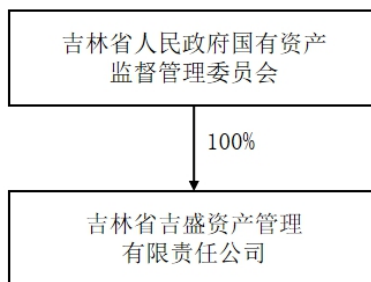 吉林省人民政府国有资产
监督管理委员会
100%
吉林省吉盛资产管理
有限责任公司